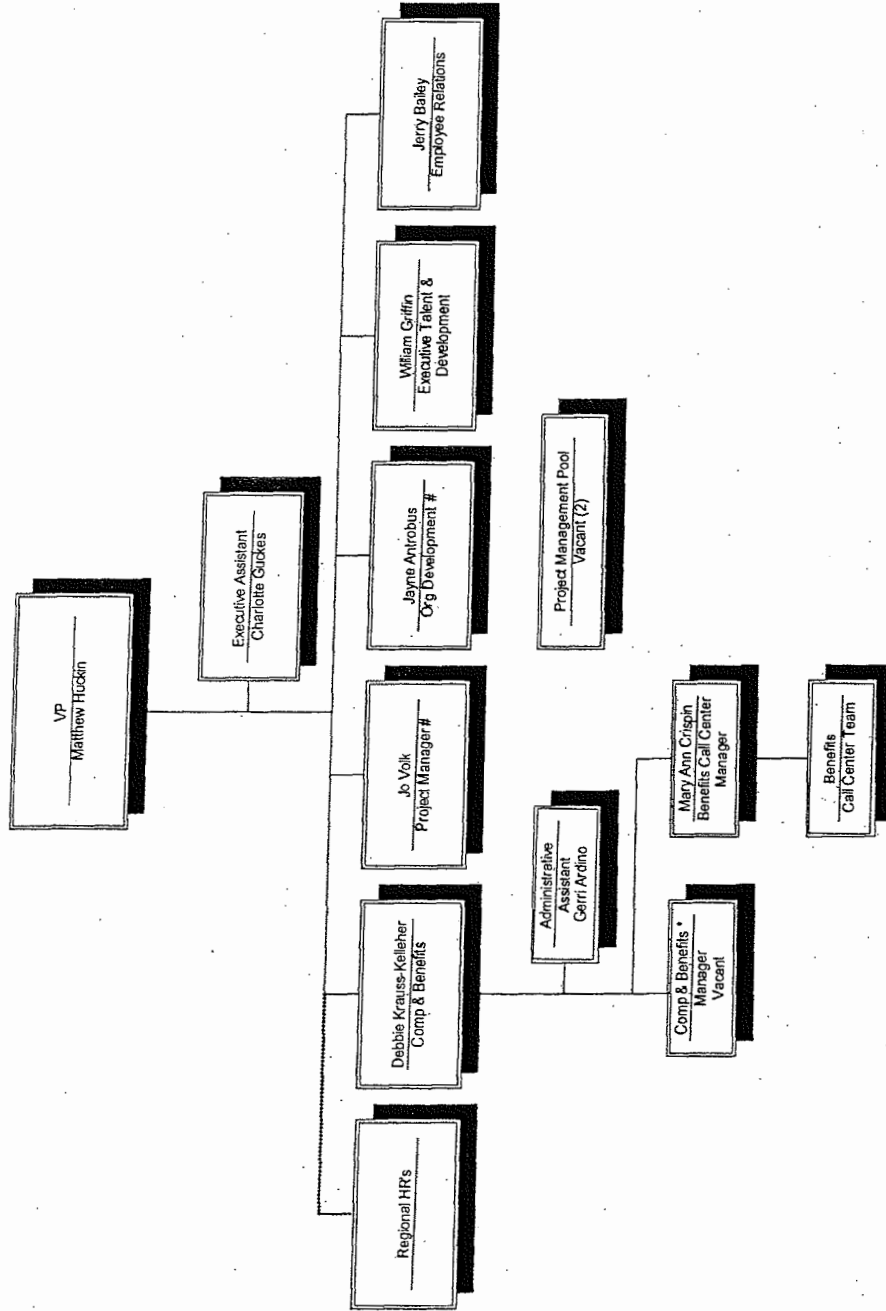 VP
Matthew Huckin
Executive Assistant
Charlotte Guckes
Regional HR's
Debbie Krauss-Kelleher
Comp & Benefits
Jo Volk
Project Manager#
Jayne Antrobus
Org Development #
William Griffin
Executive Talent &
Development
Jerry Bailey
Employee Relations
Administrative
Assistant
Gerri Ardino
Project Management Pool
Vacant (2)
Comp & Benefits *
Manager
Vacant
Mary Ann Crispin
Benefits Call Center
Manager
Benefits
Call Center Team